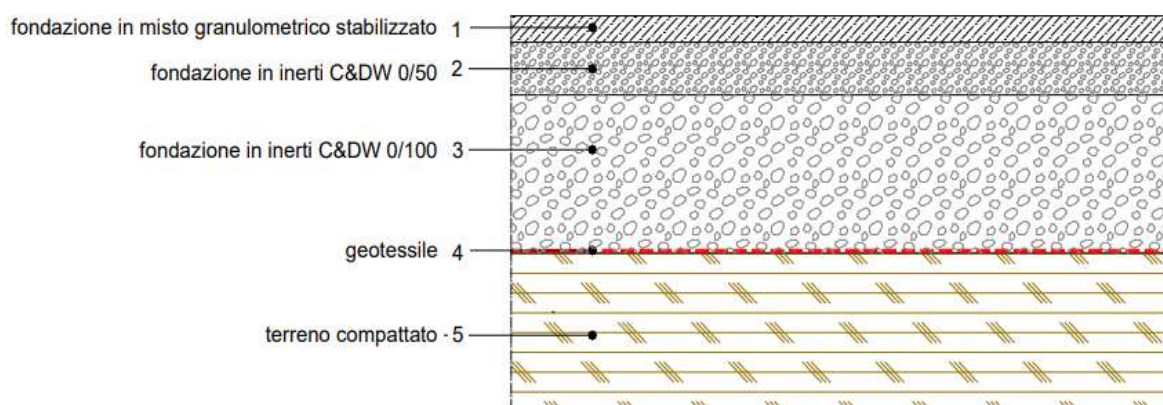 fondazione in misto granulometrico stabilizzato 1
fondazione in inerti C&DW 0/50 2
fondazione in inerti C&DW 0/100 3
geotessile 4
terreno compattato 5